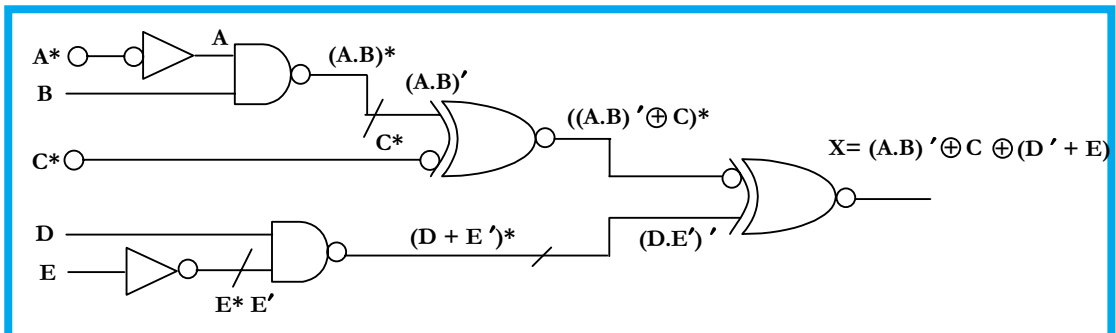 A*
A
(A.B)*
B
(A.B)′
((A.B) ′ ⊕ C)*
C*
C*
X= (A.B) ′ ⊕ C ⊕ (D ′ + E)
D
(D + E ′)*
(D.E′) ′
E
E* E′